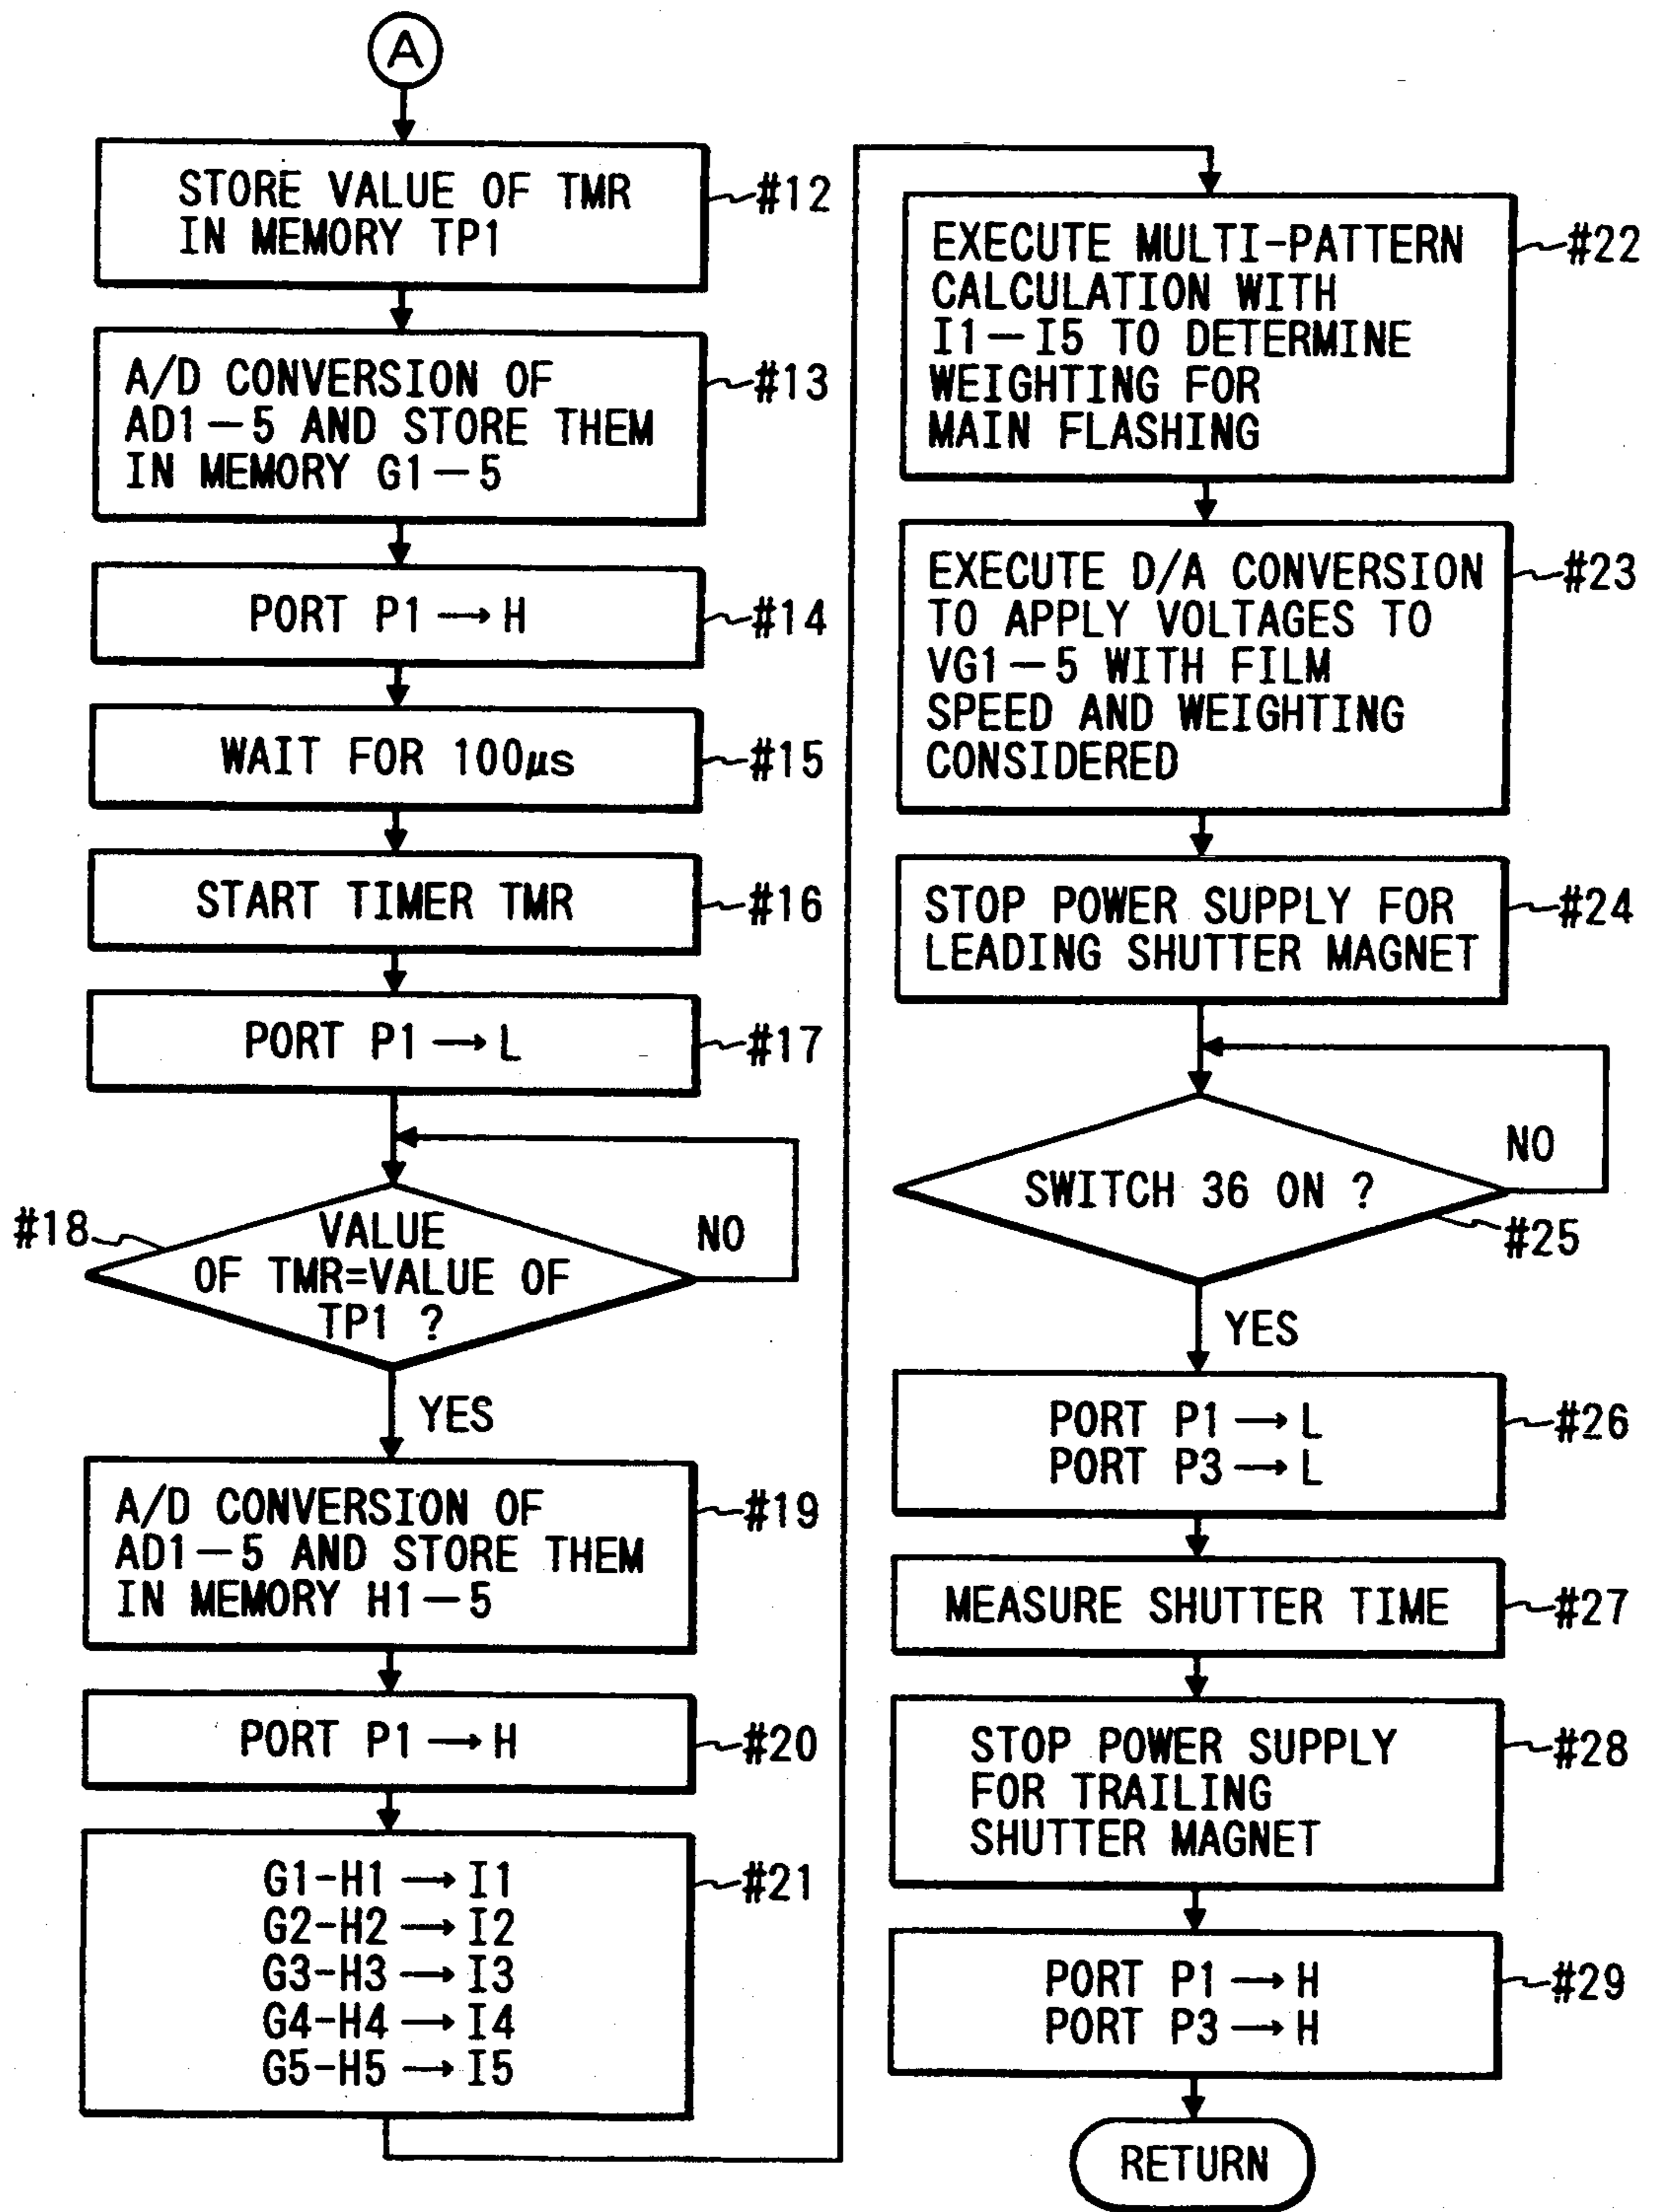 A
STORE VALUE OF TMR
IN MEMORY TP1
#12
A/D CONVERSION OF
AD1–5 AND STORE THEM
IN MEMORY G1–5
#13
PORT P1 → H
#14
WAIT FOR 100µs
#15
START TIMER TMR
#16
PORT P1 → L
#17
#18
VALUE
OF TMR=VALUE OF
TP1 ?
NO
YES
A/D CONVERSION OF
AD1–5 AND STORE THEM
IN MEMORY H1–5
#19
PORT P1 → H
#20
G1-H1 → I1
G2-H2 → I2
G3-H3 → I3
G4-H4 → I4
G5-H5 → I5
#21
EXECUTE MULTI-PATTERN
CALCULATION WITH
I1–I5 TO DETERMINE
WEIGHTING FOR
MAIN FLASHING
#22
EXECUTE D/A CONVERSION
TO APPLY VOLTAGES TO
VG1–5 WITH FILM
SPEED AND WEIGHTING
CONSIDERED
#23
STOP POWER SUPPLY FOR
LEADING SHUTTER MAGNET
#24
SWITCH 36 ON ?
NO
#25
YES
PORT P1 → L
PORT P3 → L
#26
MEASURE SHUTTER TIME
#27
STOP POWER SUPPLY
FOR TRAILING
SHUTTER MAGNET
#28
PORT P1 → H
PORT P3 → H
#29
RETURN